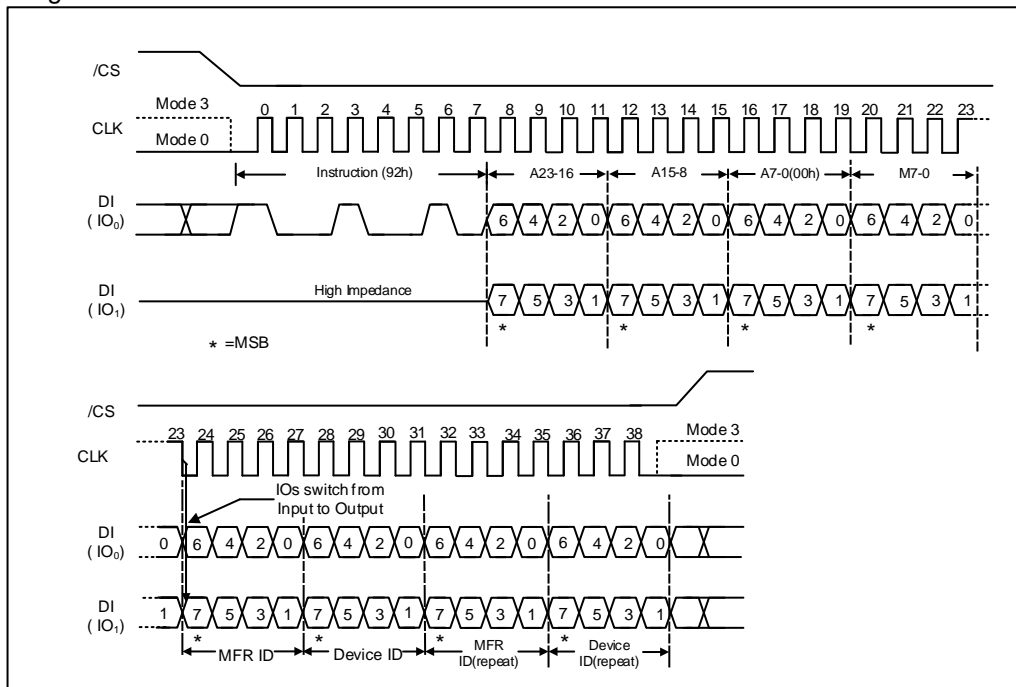 /CS
Mode 3
0 1 2 3 4 5 6 7 8 9 10 11 12 13 14 15 16 17 18 19 20 21 22 23
CLK
Mode 0
Instruction (92h) A23-16 A15-8 A7-0(00h) M7-0
DI
( IO₀)
6 4 2 0 6 4 2 0 6 4 2 0 6 4 2 0
High Impedance
DI
( IO₁)
7 5 3 1 7 5 3 1 7 5 3 1 7 5 3 1
* * * *
* =MSB
/CS
23 24 25 26 27 28 29 30 31 32 33 34 35 36 37 38
Mode 3
CLK
Mode 0
IOs switch from
Input to Output
DI
( IO₀)
0 6 4 2 0 6 4 2 0 6 4 2 0 6 4 2 0
DI
( IO₁)
1 7 5 3 1 7 5 3 1 7 5 3 1 7 5 3 1
* * * *
MFR ID Device ID MFR
ID(repeat)
Device
ID(repeat)